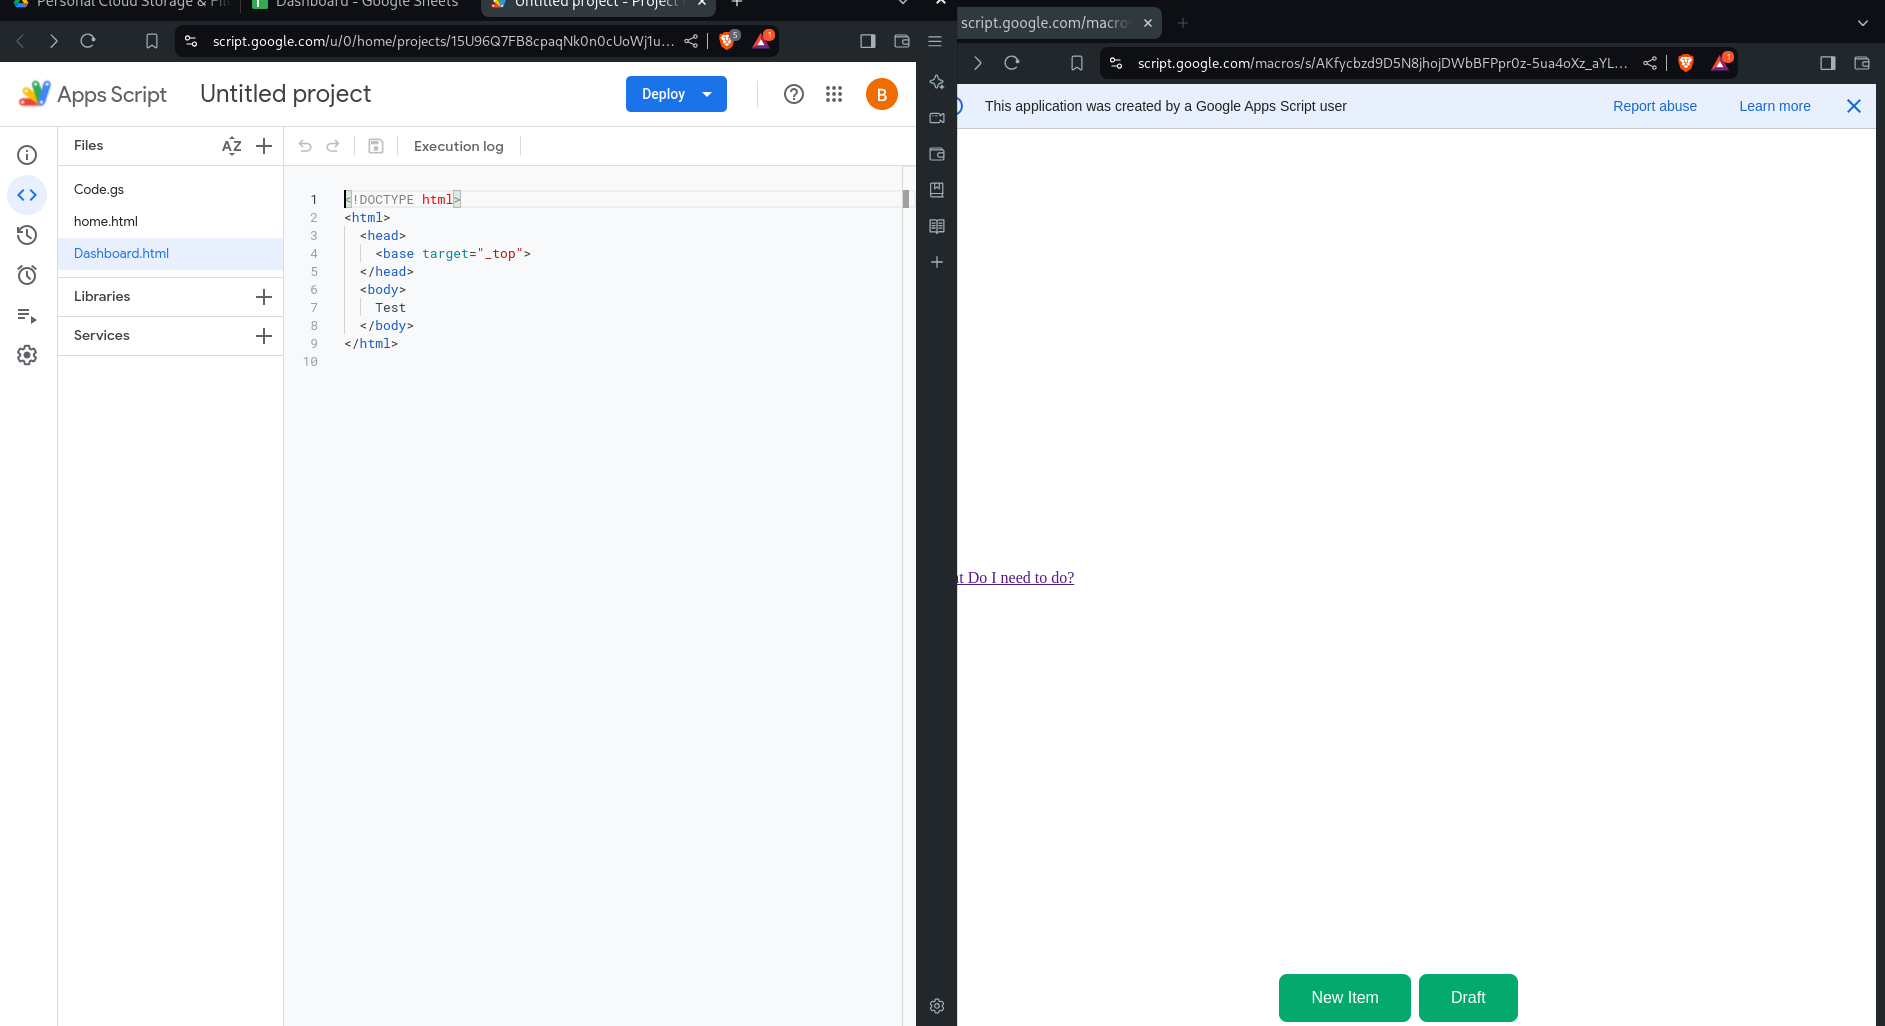 Personal Cloud Storage & Fil
Dashboard - Google Sheets
Untitled project - Project
script.google.com/u/0/home/projects/15U96Q7FB8cpaqNk0n0cUoWj1u...
5
1
Apps Script
Untitled project
Deploy
B
Files
AZ
Execution log
Code.gs
home.html
Dashboard.html
Libraries
Services
1 <!DOCTYPE html>
2 <html>
3 <head>
4 <base target="_top">
5 </head>
6 <body>
7 Test
8 </body>
9 </html>
10
script.google.com/macro
script.google.com/macros/s/AKfycbzd9D5N8jhojDWbBFPpr0z-5ua4oXz_aYL...
1
This application was created by a Google Apps Script user
Report abuse
Learn more
t Do I need to do?
New Item
Draft